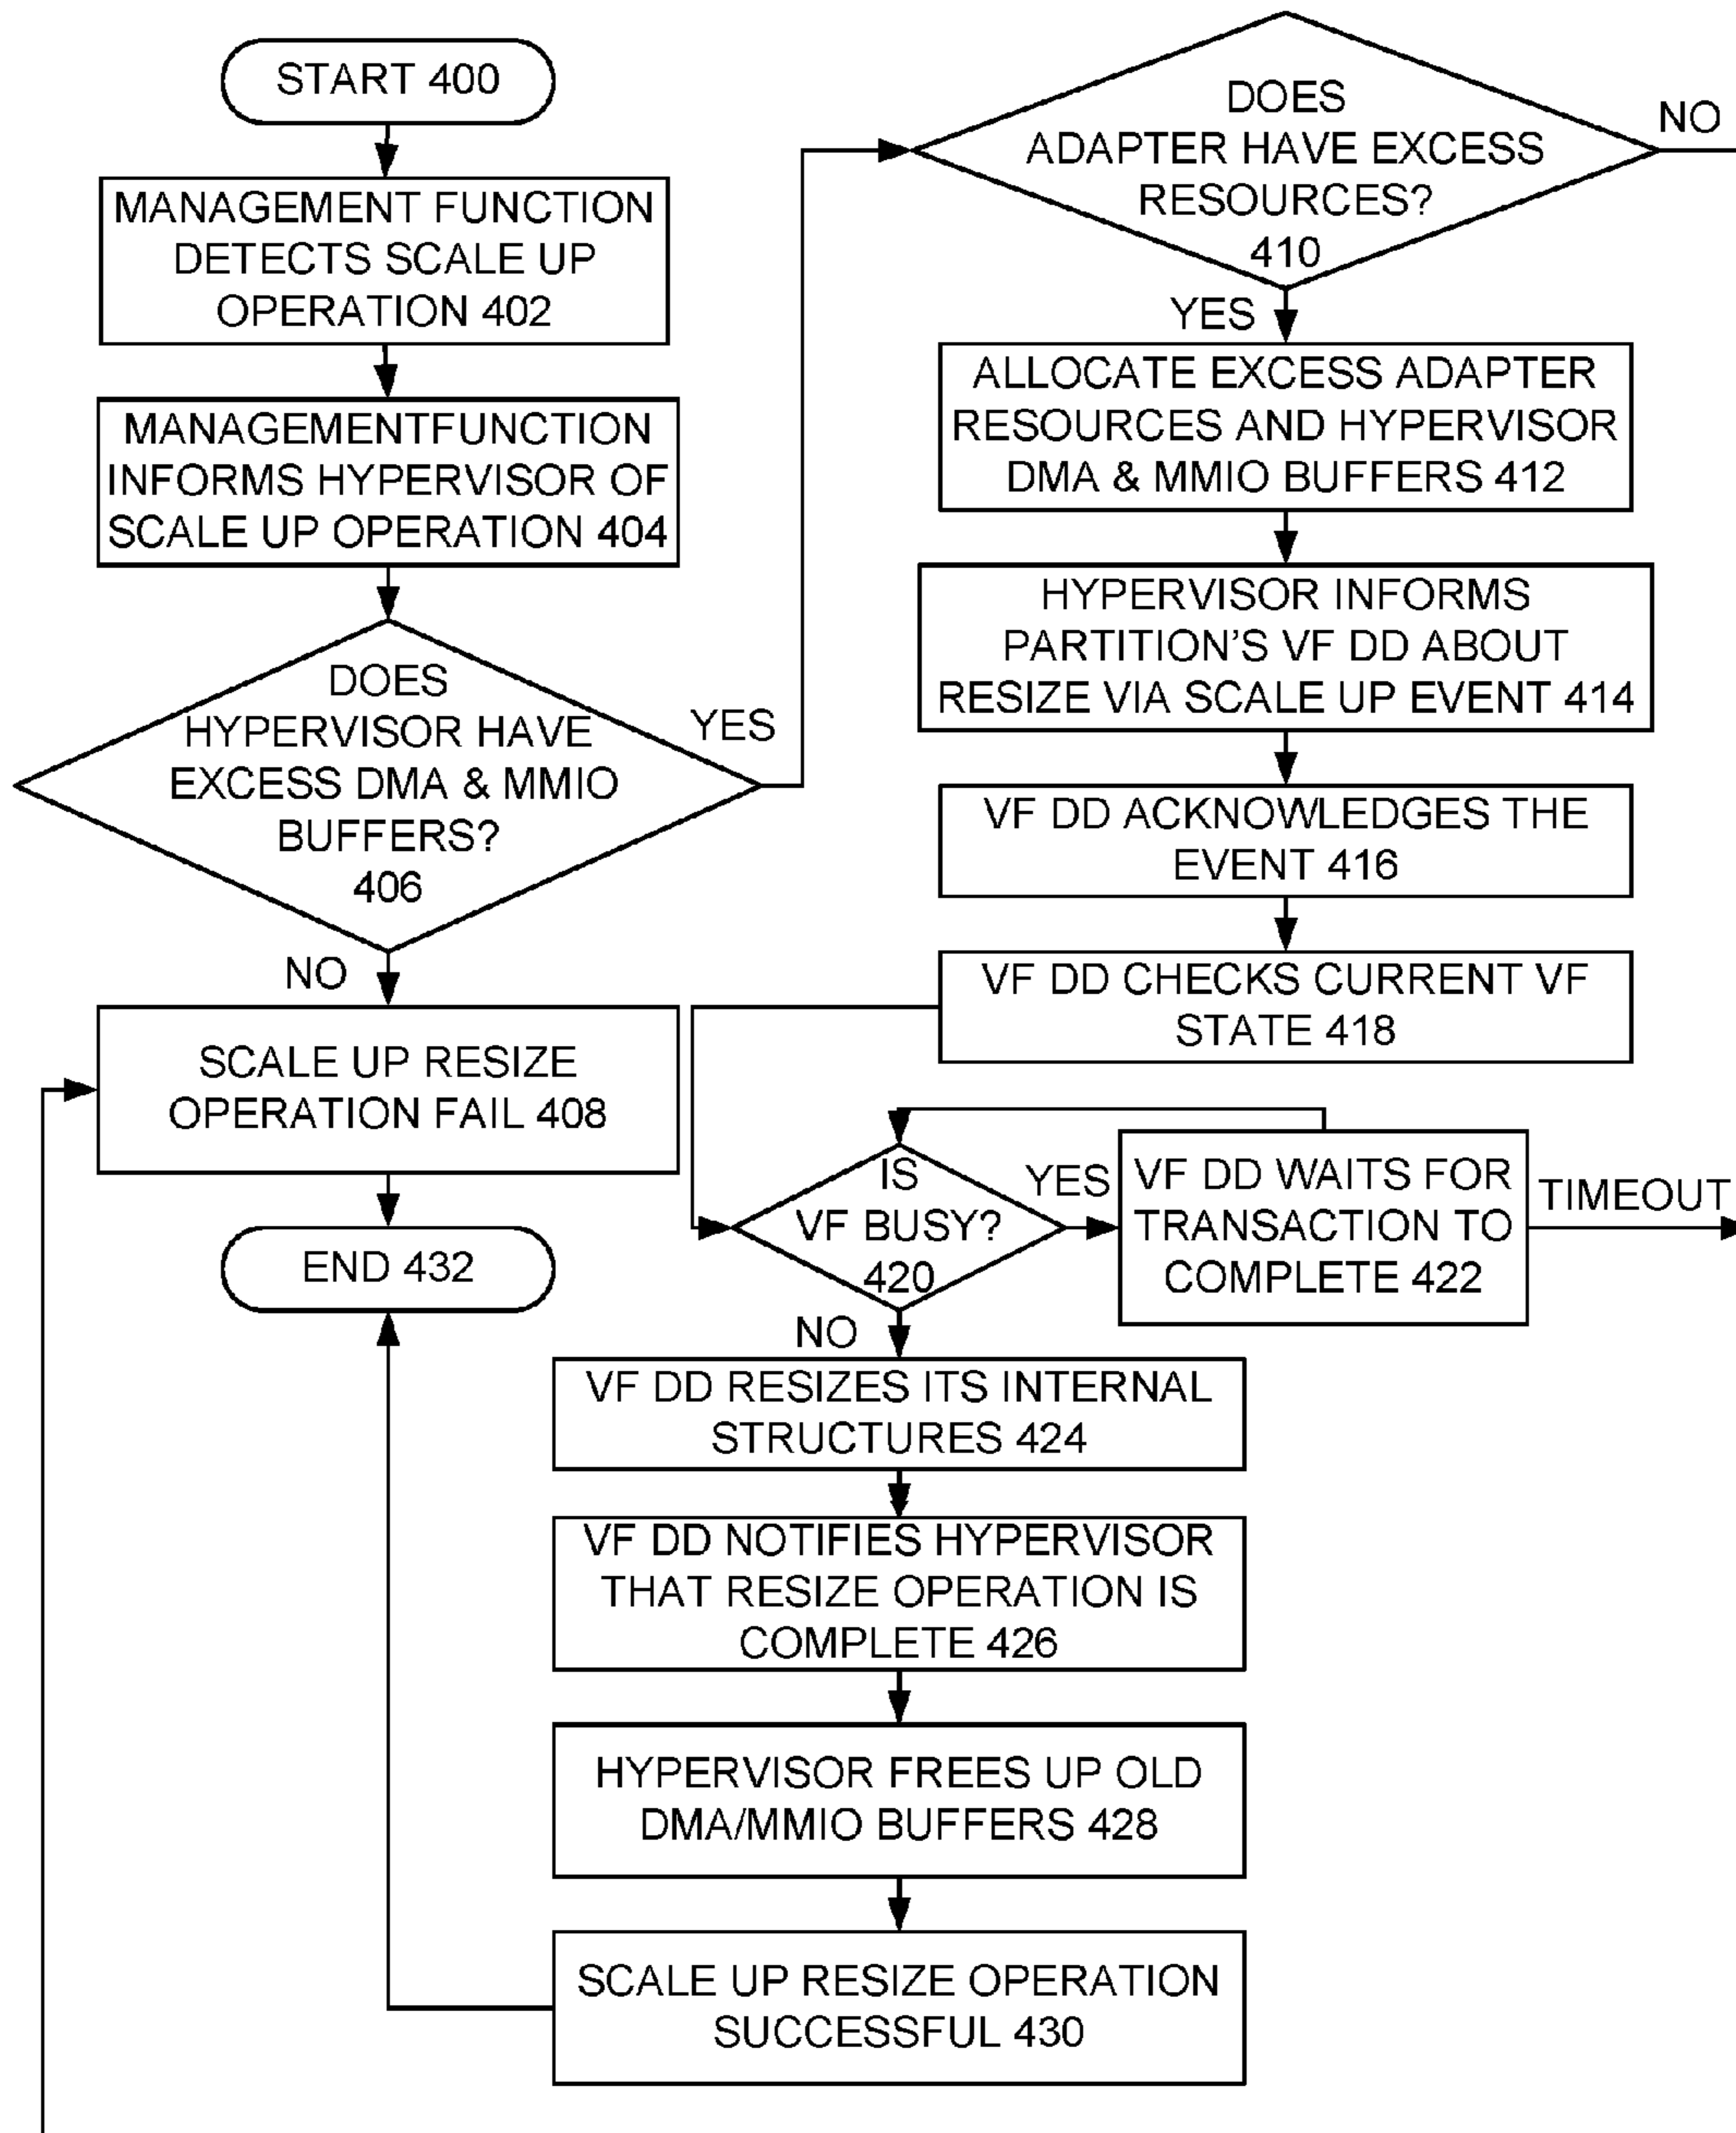 START 400
MANAGEMENT FUNCTION
DETECTS SCALE UP
OPERATION 402
MANAGEMENTFUNCTION
INFORMS HYPERVISOR OF
SCALE UP OPERATION 404
DOES
HYPERVISOR HAVE
EXCESS DMA & MMIO
BUFFERS?
406
YES
NO
SCALE UP RESIZE
OPERATION FAIL 408
END 432
DOES
ADAPTER HAVE EXCESS
RESOURCES?
410
NO
YES
ALLOCATE EXCESS ADAPTER
RESOURCES AND HYPERVISOR
DMA & MMIO BUFFERS 412
HYPERVISOR INFORMS
PARTITION'S VF DD ABOUT
RESIZE VIA SCALE UP EVENT 414
VF DD ACKNOWLEDGES THE
EVENT 416
VF DD CHECKS CURRENT VF
STATE 418
IS
VF BUSY?
420
YES
VF DD WAITS FOR
TRANSACTION TO
COMPLETE 422
TIMEOUT
NO
VF DD RESIZES ITS INTERNAL
STRUCTURES 424
VF DD NOTIFIES HYPERVISOR
THAT RESIZE OPERATION IS
COMPLETE 426
HYPERVISOR FREES UP OLD
DMA/MMIO BUFFERS 428
SCALE UP RESIZE OPERATION
SUCCESSFUL 430